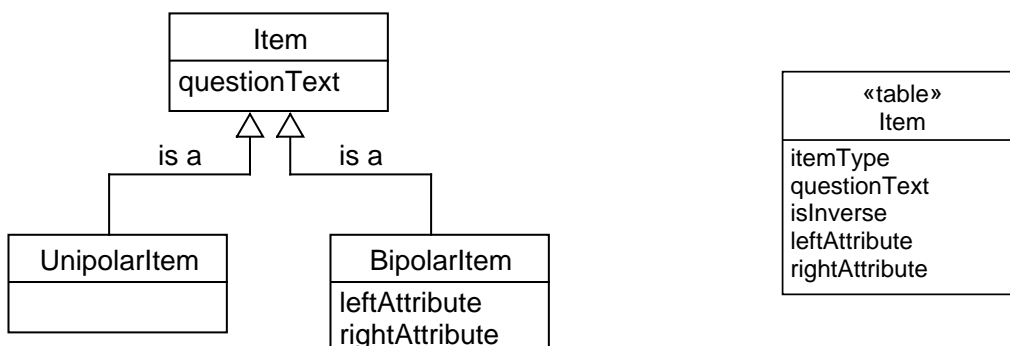 Item
questionText
is a
is a
UnipolarItem
BipolarItem
leftAttribute
rightAttribute
«table»
Item
itemType
questionText
isInverse
leftAttribute
rightAttribute